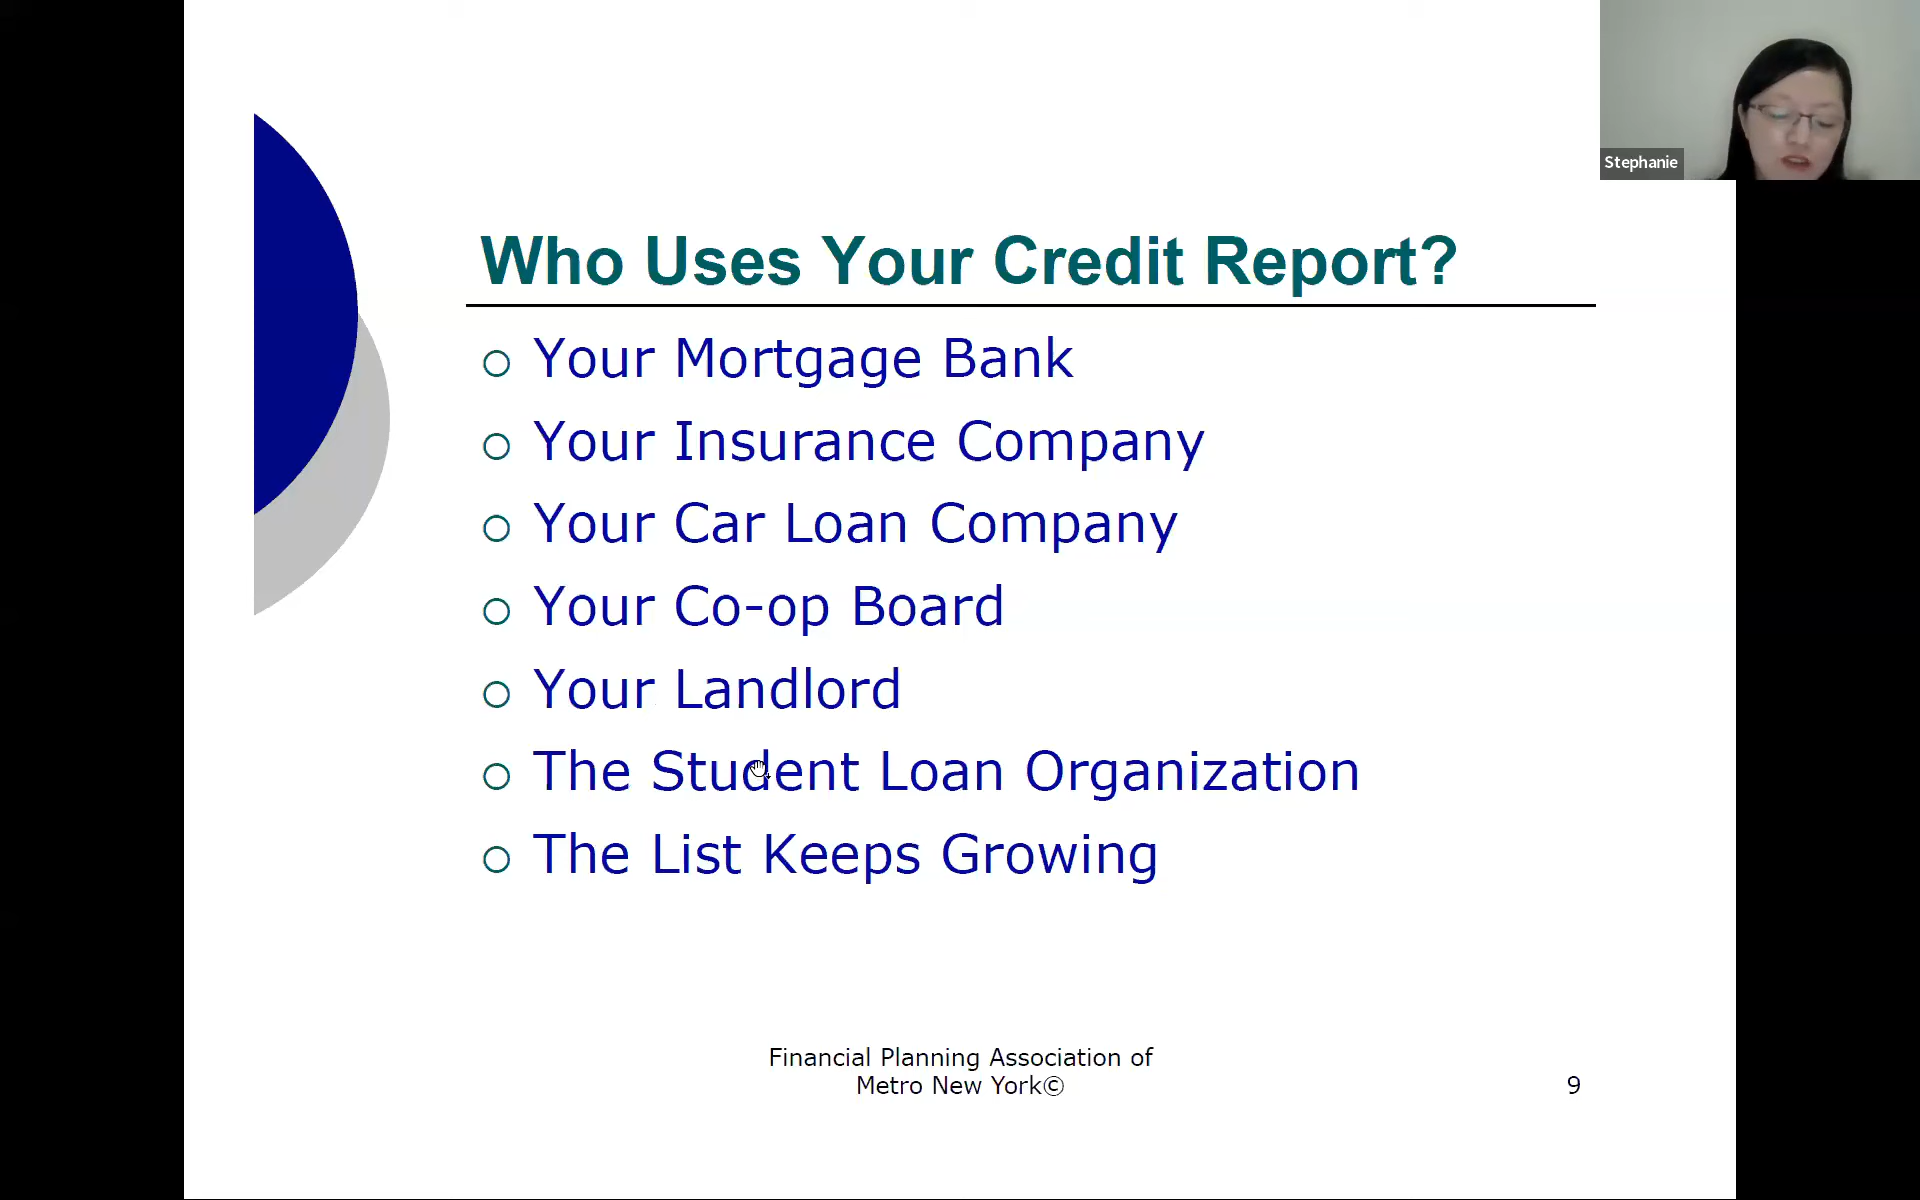 Stephanie
Who Uses Your Credit Report?
Your Mortgage Bank
Your Insurance Company
Your Car Loan Company
Your Co-op Board
Your Landlord
The Student Loan Organization
The List Keeps Growing
Financial Planning Association of
Metro New York©
9